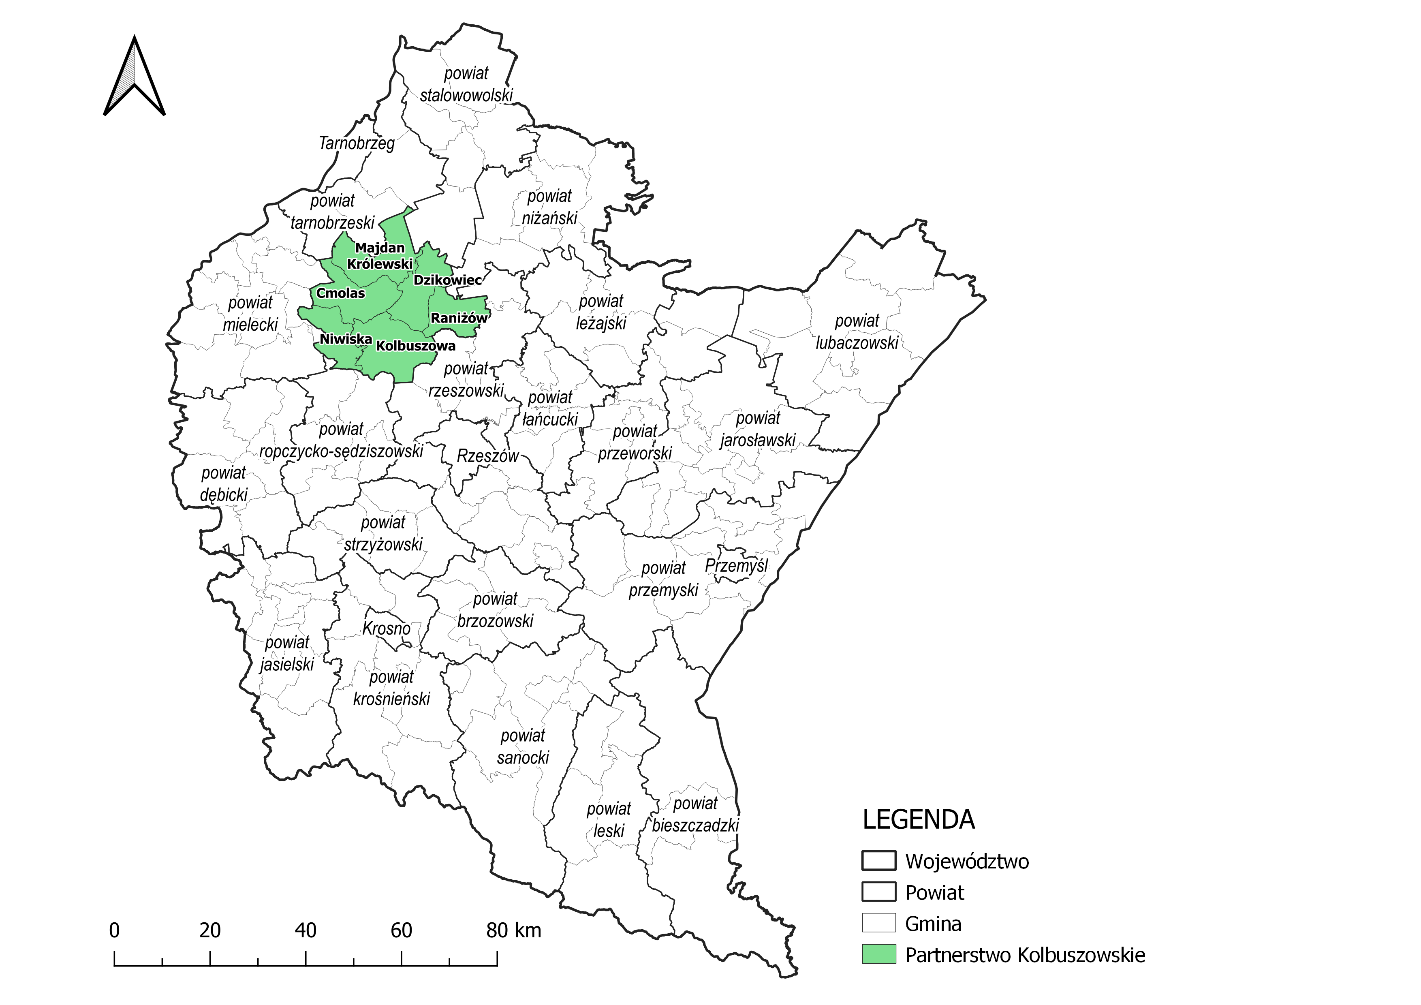 powiat
stalowowolski
Tarnobrzeg
powiat
tarnobrzeski
powiat
niżański
Majdan
Królewski
Dzikowiec
Cmolas
Raniżów
Niwiska
Kolbuszowa
powiat
mielecki
powiat
leżajski
powiat
lubaczowski
powiat
rzeszowski
powiat
łańcucki
powiat
ropczycko-sędziszowski
Rzeszów
powiat
przeworski
powiat
jarosławski
powiat
dębicki
powiat
strzyżowski
powiat
przemyski
Przemyśl
powiat
brzozowski
Krosno
powiat
jasielski
powiat
krośnieński
powiat
sanocki
powiat
leski
powiat
bieszczadzki
LEGENDA
Województwo
Powiat
Gmina
Partnerstwo Kolbuszowskie
0 20 40 60 80 km